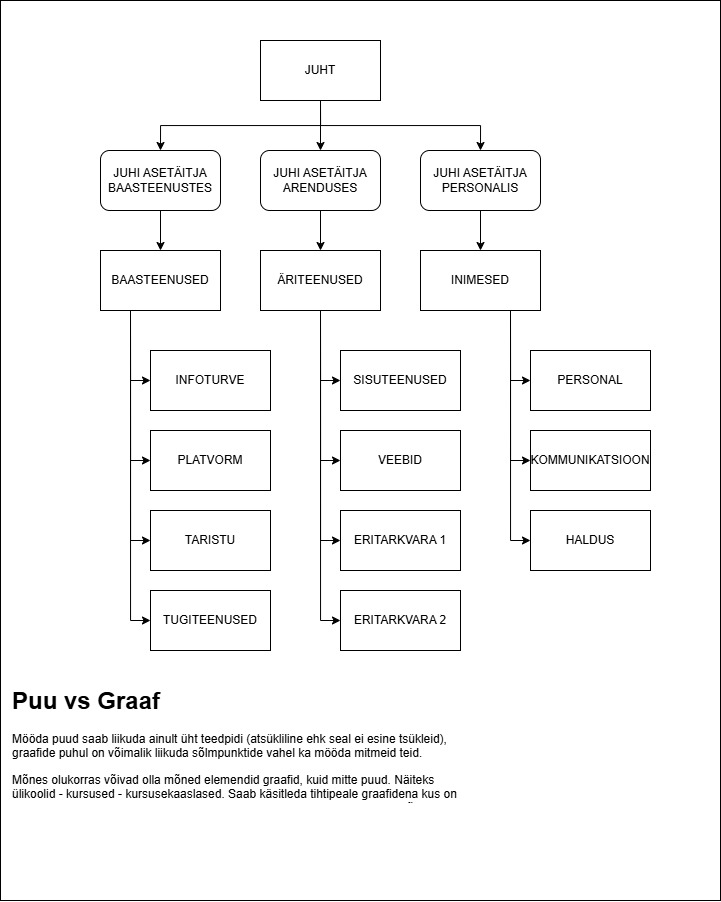 JUHT
JUHI ASETÄITJA
BAASTEENUSTES
JUHI ASETÄITJA
ARENDUSES
JUHI ASETÄITJA
PERSONALIS
BAASTEENUSED
ÄRITEENUSED
INIMESED
INFOTURVE
SISUTEENUSED
PERSONAL
PLATVORM
VEEBID
KOMMUNIKATSIOON
TARISTU
ERITARKVARA 1
HALDUS
TUGITEENUSED
ERITARKVARA 2
Puu vs Graaf
Mööda puud saab liikuda ainult üht teedpidi (atsükliline ehk seal ei esine tsükleid),
graafide puhul on võimalik liikuda sõlmpunktide vahel ka mööda mitmeid teid.
Mõnes olukorras võivad olla mõned elemendid graafid, kuid mitte puud. Näiteks
ülikoolid - kursused - kursusekaaslased. Saab käsitleda tihtipeale graafidena kus on